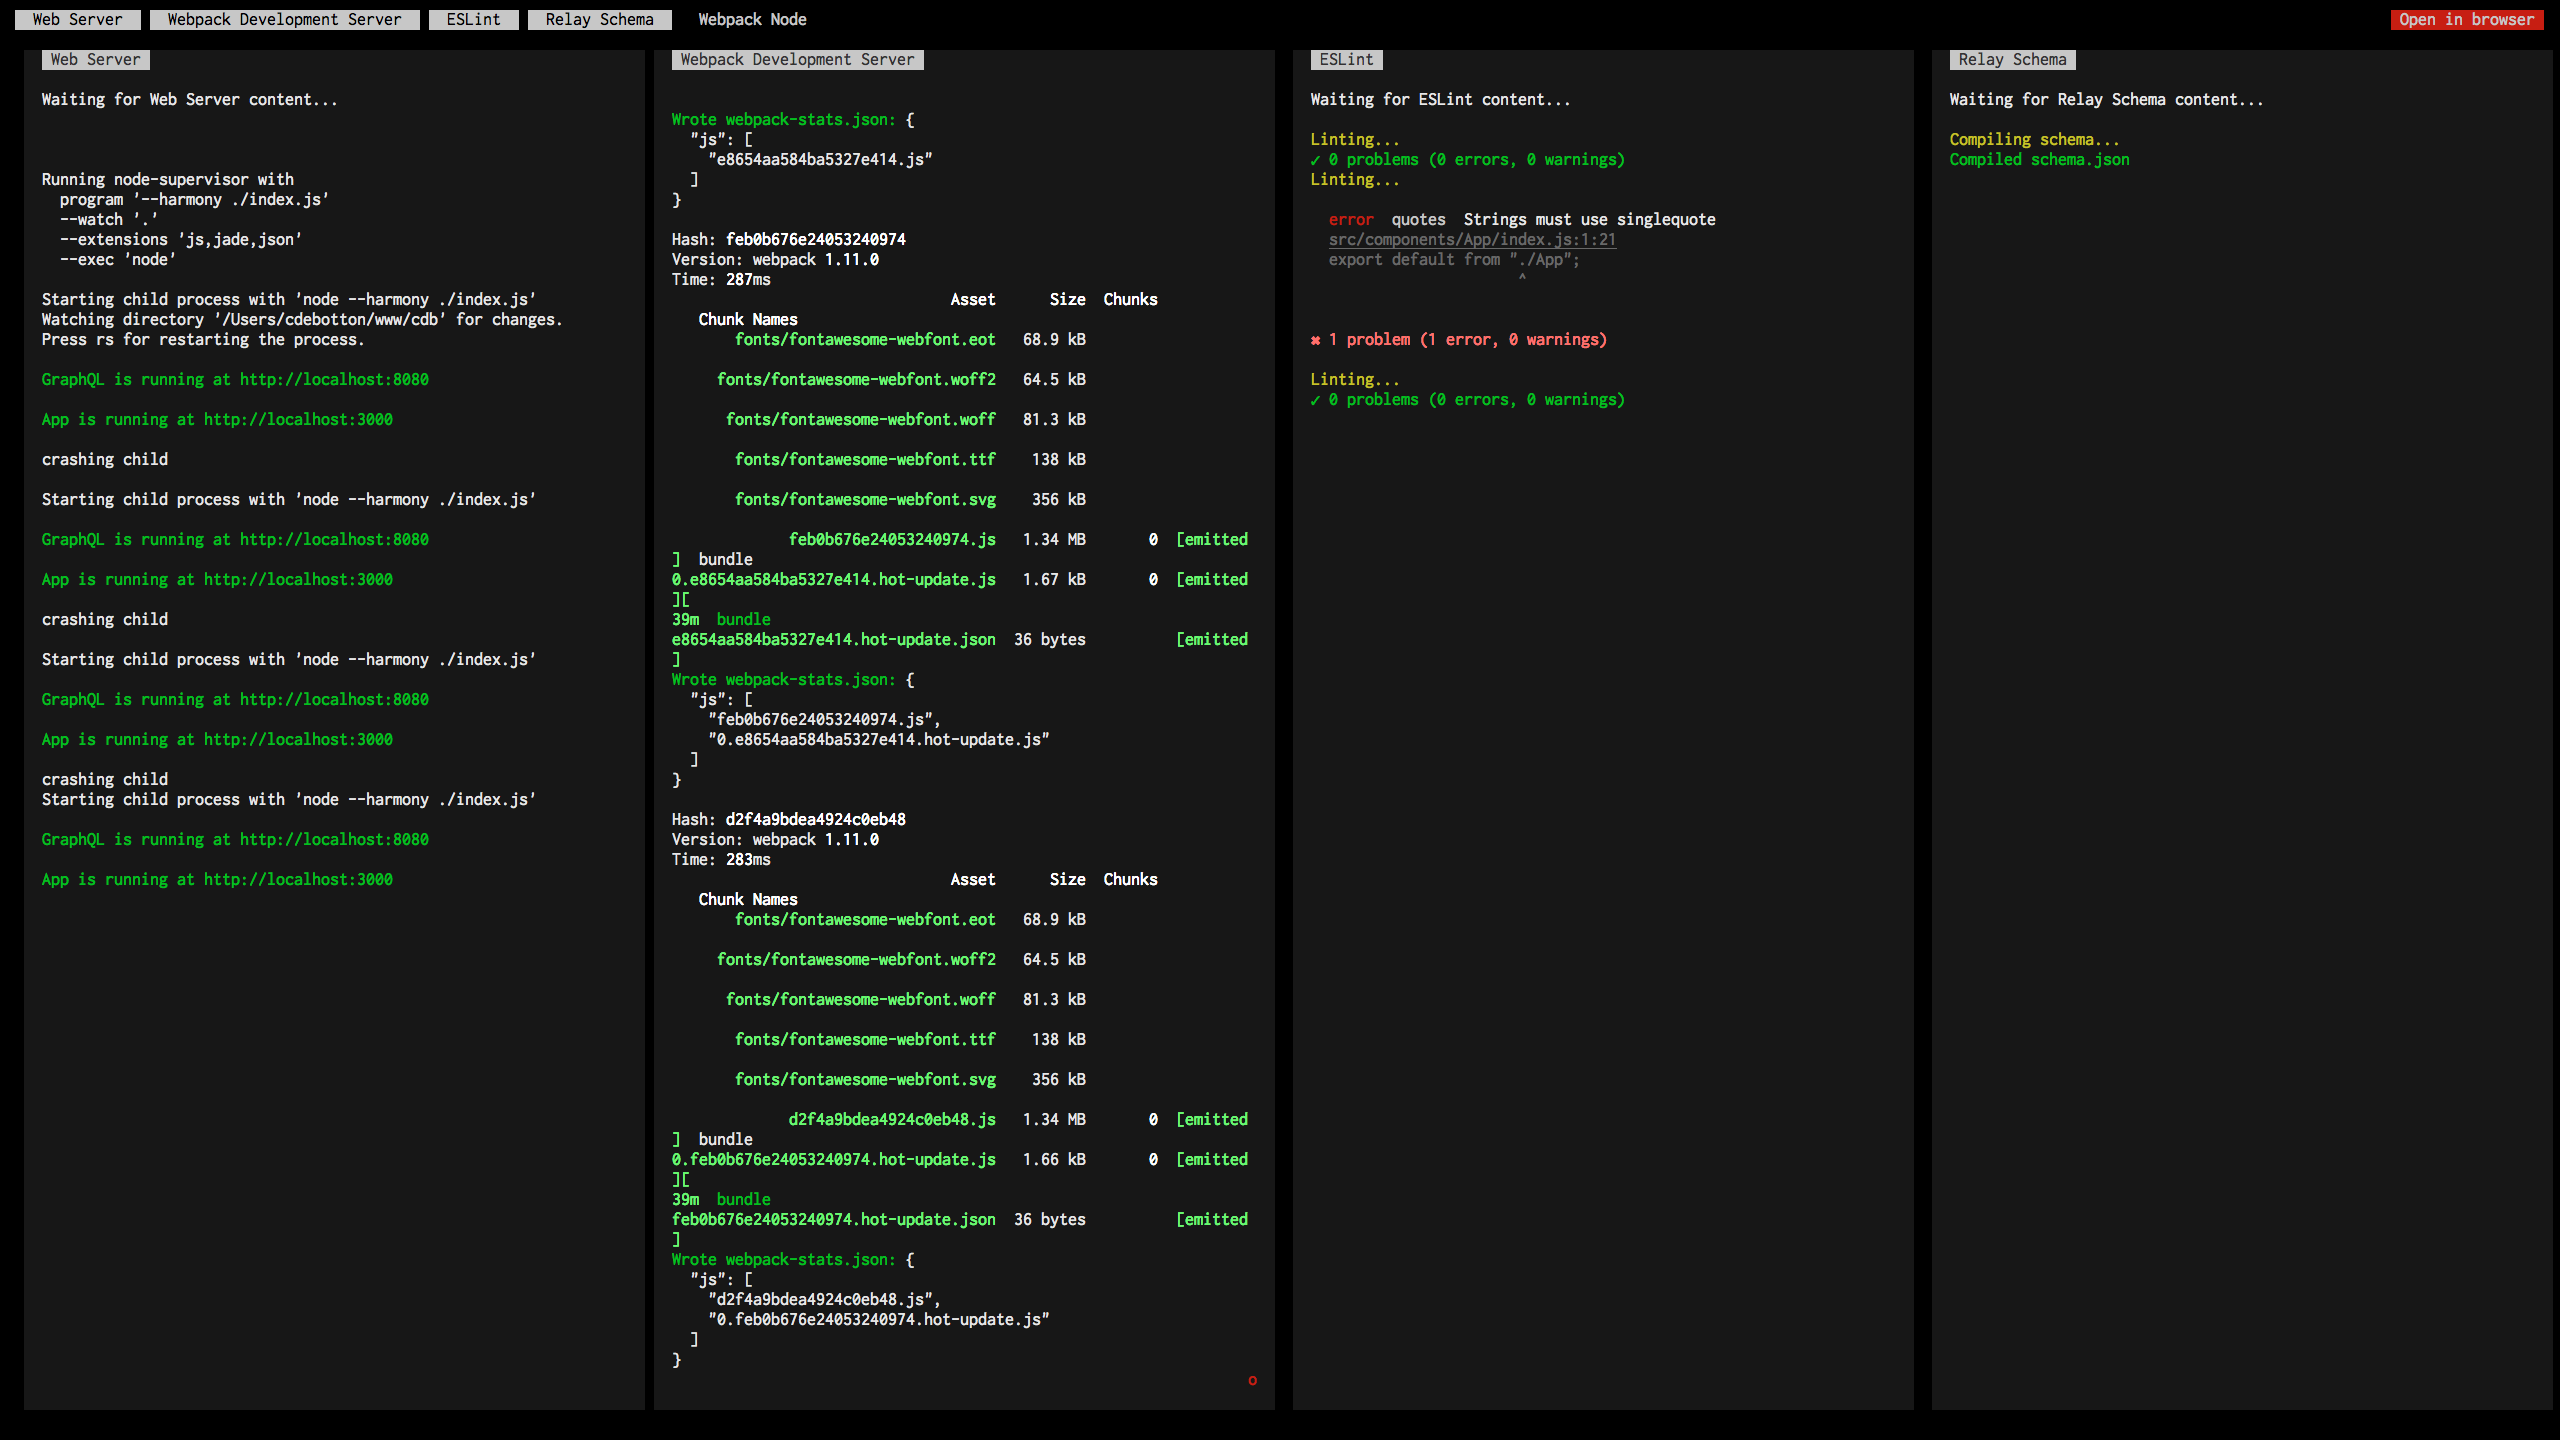 Web Server  Webpack Development Server  ESLint  Relay Schema  Webpack Node  Open in browser
Web Server
Waiting for Web Server content...
Running node-supervisor with
  program '--harmony ./index.js'
  --watch '.'
  --extensions 'js,jade,json'
  --exec 'node'
Starting child process with 'node --harmony ./index.js'
Watching directory '/Users/cdebotton/www/cdb' for changes.
Press rs for restarting the process.
GraphQL is running at http://localhost:8080
App is running at http://localhost:3000
crashing child
Starting child process with 'node --harmony ./index.js'
GraphQL is running at http://localhost:8080
App is running at http://localhost:3000
crashing child
Starting child process with 'node --harmony ./index.js'
GraphQL is running at http://localhost:8080
App is running at http://localhost:3000
crashing child
Starting child process with 'node --harmony ./index.js'
GraphQL is running at http://localhost:8080
App is running at http://localhost:3000
Webpack Development Server
Wrote webpack-stats.json: {
  "js": [
    "e8654aa584ba5327e414.js"
  ]
}
Hash: feb0b676e24053240974
Version: webpack 1.11.0
Time: 287ms
Asset      Size  Chunks
   Chunk Names
fonts/fontawesome-webfont.eot   68.9 kB
fonts/fontawesome-webfont.woff2   64.5 kB
fonts/fontawesome-webfont.woff   81.3 kB
fonts/fontawesome-webfont.ttf    138 kB
fonts/fontawesome-webfont.svg    356 kB
feb0b676e24053240974.js   1.34 MB       0  [emitted
]  bundle
0.e8654aa584ba5327e414.hot-update.js   1.67 kB       0  [emitted
][
39m  bundle
e8654aa584ba5327e414.hot-update.json  36 bytes          [emitted
]
Wrote webpack-stats.json: {
  "js": [
    "feb0b676e24053240974.js",
    "0.e8654aa584ba5327e414.hot-update.js"
  ]
}
Hash: d2f4a9bdea4924c0eb48
Version: webpack 1.11.0
Time: 283ms
Asset      Size  Chunks
   Chunk Names
fonts/fontawesome-webfont.eot   68.9 kB
fonts/fontawesome-webfont.woff2   64.5 kB
fonts/fontawesome-webfont.woff   81.3 kB
fonts/fontawesome-webfont.ttf    138 kB
fonts/fontawesome-webfont.svg    356 kB
d2f4a9bdea4924c0eb48.js   1.34 MB       0  [emitted
]  bundle
0.feb0b676e24053240974.hot-update.js   1.66 kB       0  [emitted
][
39m  bundle
feb0b676e24053240974.hot-update.json  36 bytes          [emitted
]
Wrote webpack-stats.json: {
  "js": [
    "d2f4a9bdea4924c0eb48.js",
    "0.feb0b676e24053240974.hot-update.js"
  ]
}
o
ESLint
Waiting for ESLint content...
Linting...
✓ 0 problems (0 errors, 0 warnings)
Linting...
  error  quotes  Strings must use singlequote
  src/components/App/index.js:1:21
  export default from "./App";
                       ^
✖ 1 problem (1 error, 0 warnings)
Linting...
✓ 0 problems (0 errors, 0 warnings)
Relay Schema
Waiting for Relay Schema content...
Compiling schema...
Compiled schema.json